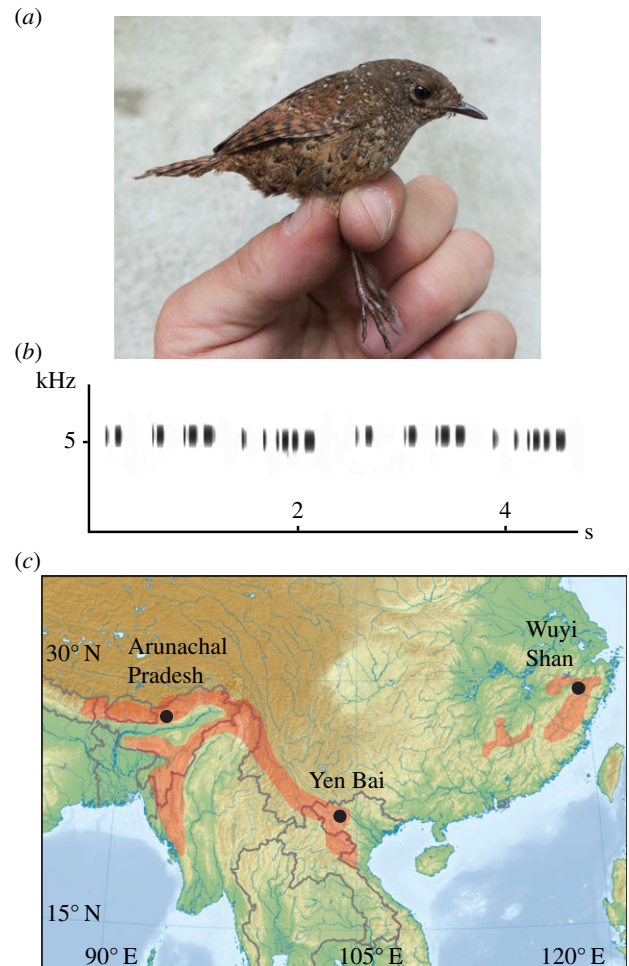 (a)
(b)
kHz
5
2
4
s
(c)
30° N
Arunachal
Pradesh
Wuyi
Shan
Yen Bai
15° N
90° E
105° E
120° E